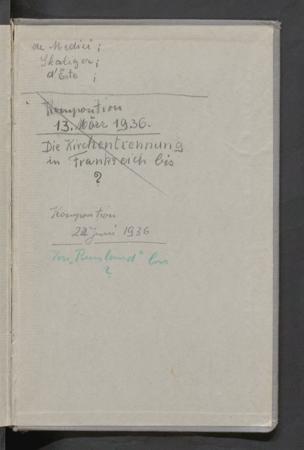 de Medici ;
Skaliger ;
d'Este ;
Komposition
13. März 1936.
Die Kirchentrennung
in Frankreich bis
?
Komposition
22 Juni 1936
Von „Russland" bis
?